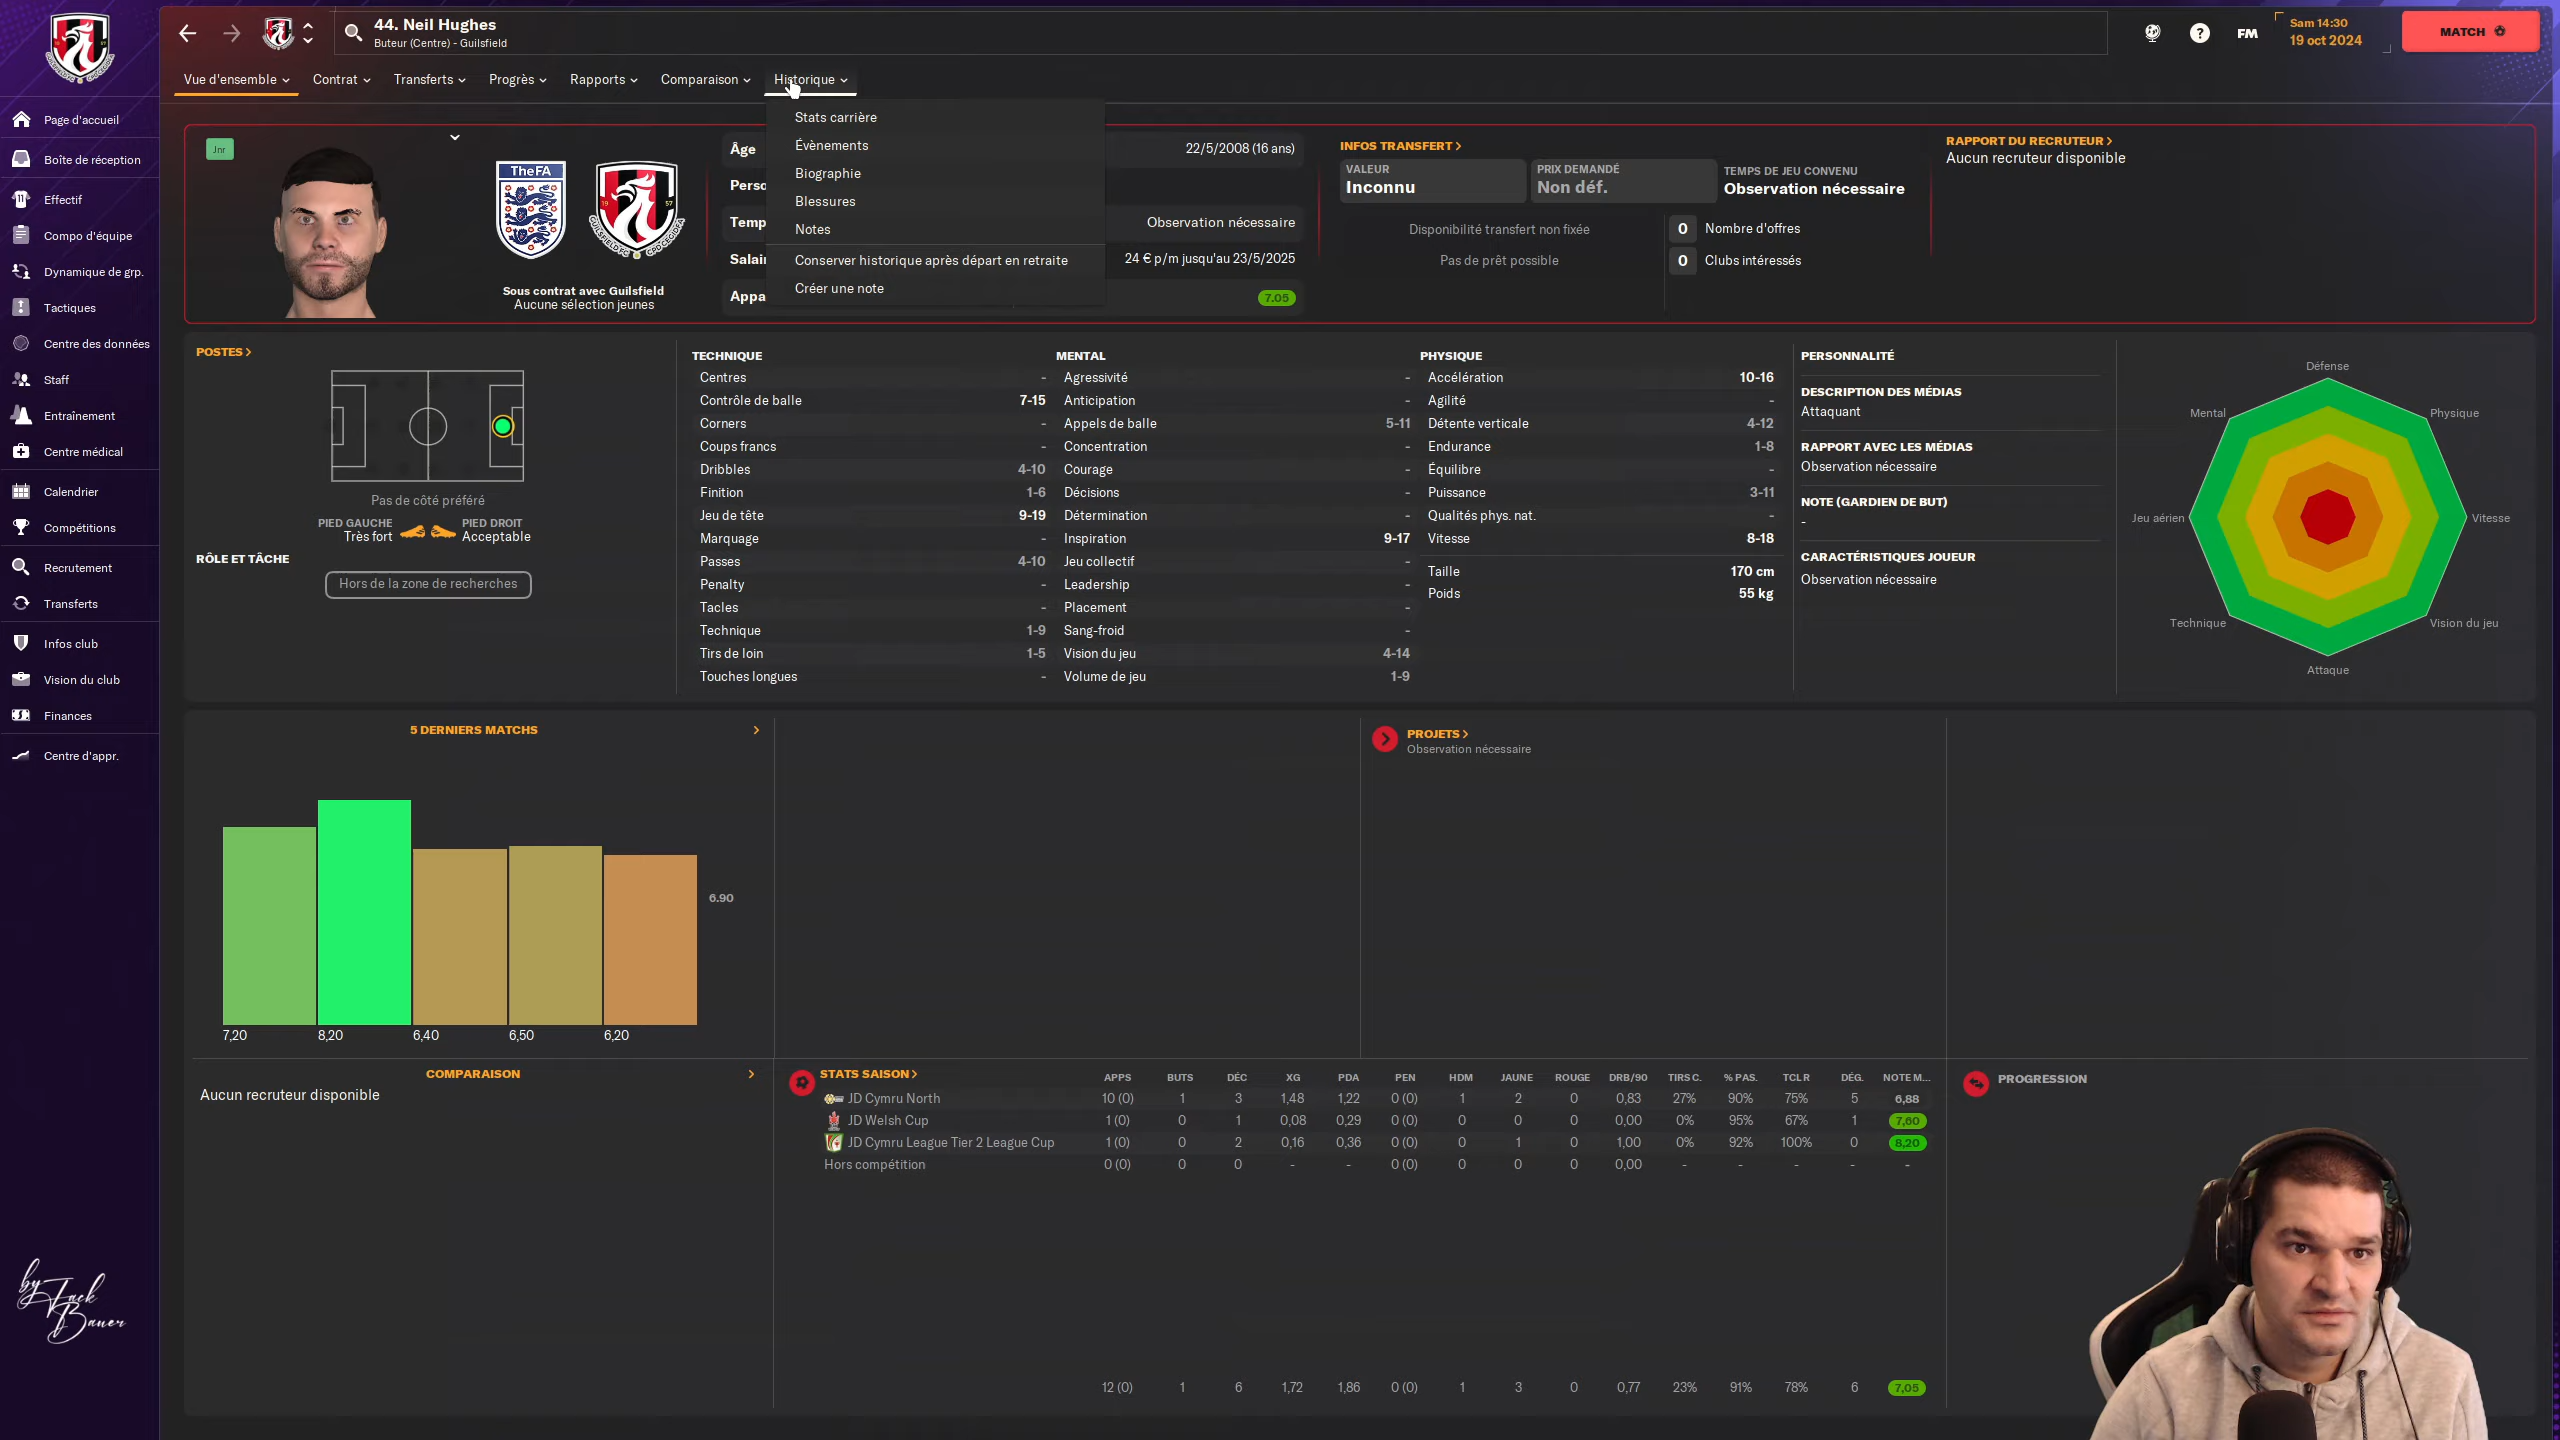 44. Neil Hughes
Buteur (Centre) - Guilsfield
FM
Sam 14:30
19 oct 2024
MATCH
Vue d'ensemble
Contrat
Transferts
Progrès
Rapports
Comparaison
Historique
Stats carrière
Évènements
Biographie
Blessures
Notes
Conserver historique après départ en retraite
Créer une note
Page d'accueil
Boîte de réception
Effectif
Compo d'équipe
Dynamique de grp.
Tactiques
Centre des données
Staff
Entraînement
Centre médical
Calendrier
Compétitions
Recrutement
Transferts
Infos club
Vision du club
Finances
Centre d'appr.
by Jack Bauer
Jnr
TheFA
19 57
Sous contrat avec Guilsfield
Aucune sélection jeunes
Âge 22/5/2008 (16 ans)
Perso
Temp Observation nécessaire
Salai 24 € p/m jusqu'au 23/5/2025
Appa 7.05
INFOS TRANSFERT >
VALEUR
Inconnu
PRIX DEMANDÉ
Non déf.
TEMPS DE JEU CONVENU
Observation nécessaire
Disponibilité transfert non fixée
Pas de prêt possible
0 Nombre d'offres
0 Clubs intéressés
RAPPORT DU RECRUTEUR >
Aucun recruteur disponible
POSTES >
Pas de côté préféré
PIED GAUCHE
Très fort
PIED DROIT
Acceptable
RÔLE ET TÂCHE
Hors de la zone de recherches
TECHNIQUE
Centres -
Contrôle de balle 7-15
Corners -
Coups francs -
Dribbles 4-10
Finition 1-6
Jeu de tête 9-19
Marquage -
Passes 4-10
Penalty -
Tacles -
Technique 1-9
Tirs de loin 1-5
Touches longues -
MENTAL
Agressivité -
Anticipation -
Appels de balle 5-11
Concentration -
Courage -
Décisions -
Détermination -
Inspiration 9-17
Jeu collectif -
Leadership -
Placement -
Sang-froid -
Vision du jeu 4-14
Volume de jeu 1-9
PHYSIQUE
Accélération 10-16
Agilité -
Détente verticale 4-12
Endurance 1-8
Équilibre -
Puissance 3-11
Qualités phys. nat. -
Vitesse 8-18
Taille 170 cm
Poids 55 kg
PERSONNALITÉ
DESCRIPTION DES MÉDIAS
Attaquant
RAPPORT AVEC LES MÉDIAS
Observation nécessaire
NOTE (GARDIEN DE BUT)
-
CARACTÉRISTIQUES JOUEUR
Observation nécessaire
Défense
Physique
Vitesse
Vision du jeu
Attaque
Technique
Jeu aérien
Mental
5 DERNIERS MATCHS
6.90
7,20 8,20 6,40 6,50 6,20
PROJETS >
Observation nécessaire
COMPARAISON
Aucun recruteur disponible
STATS SAISON > APPS BUTS DÉC XG PDA PEN HDM JAUNE ROUGE DRB/90 TIRS C. % PAS. TCL R DÉG. NOTE M...
JD Cymru North 10 (0) 1 3 1,48 1,22 0 (0) 1 2 0 0,83 27% 90% 75% 5 6,88
JD Welsh Cup 1 (0) 0 1 0,08 0,29 0 (0) 0 0 0 0,00 0% 95% 67% 1 7,60
JD Cymru League Tier 2 League Cup 1 (0) 0 2 0,16 0,36 0 (0) 0 1 0 1,00 0% 92% 100% 0 8,20
Hors compétition 0 (0) 0 0 - - 0 (0) 0 0 0 0,00 - - - - -
12 (0) 1 6 1,72 1,86 0 (0) 1 3 0 0,77 23% 91% 78% 6 7,05
PROGRESSION